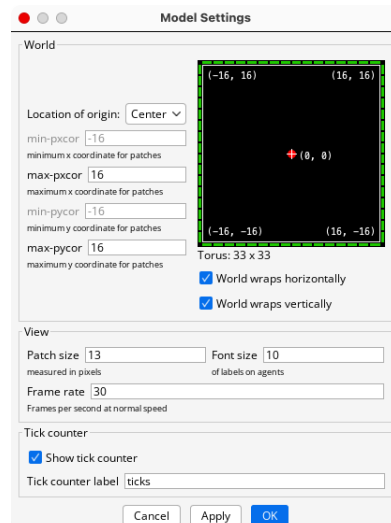 Model Settings
World
(-16, 16) (16, 16)
Location of origin: Center
min-pxcor -16
minimum x coordinate for patches
(0, 0)
max-pxcor 16
maximum x coordinate for patches
min-pycor -16
minimum y coordinate for patches
(-16, -16) (16, -16)
max-pycor 16
maximum y coordinate for patches
Torus: 33 x 33
World wraps horizontally
World wraps vertically
View
Patch size 13 Font size 10
measured in pixels of labels on agents
Frame rate 30
Frames per second at normal speed
Tick counter
Show tick counter
Tick counter label ticks
Cancel Apply OK